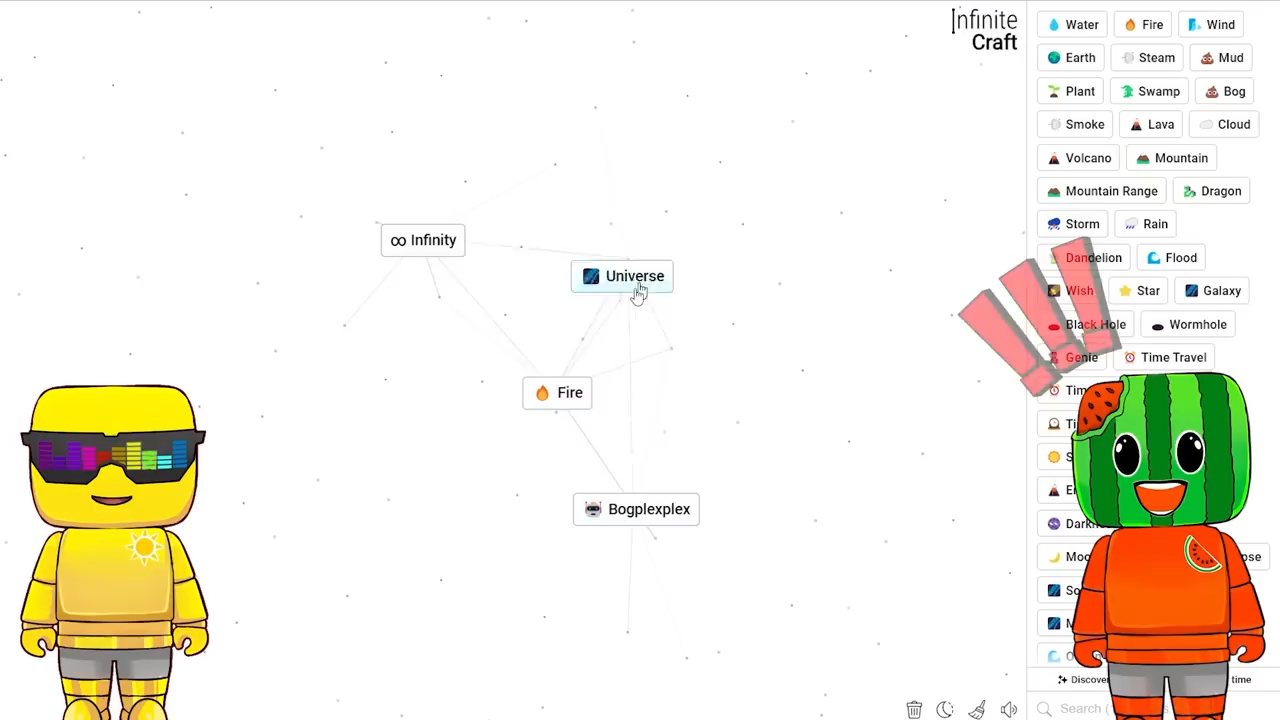 Infinite
Craft
Water Fire Wind
Earth Steam Mud
Plant Swamp Bog
Smoke Lava Cloud
Volcano Mountain
Mountain Range Dragon
Storm Rain
Dandelion Flood
Wish Star Galaxy
Black Hole Wormhole
Genie Time Travel
∞ Infinity
Universe
Fire
Bogplexplex
time
Search